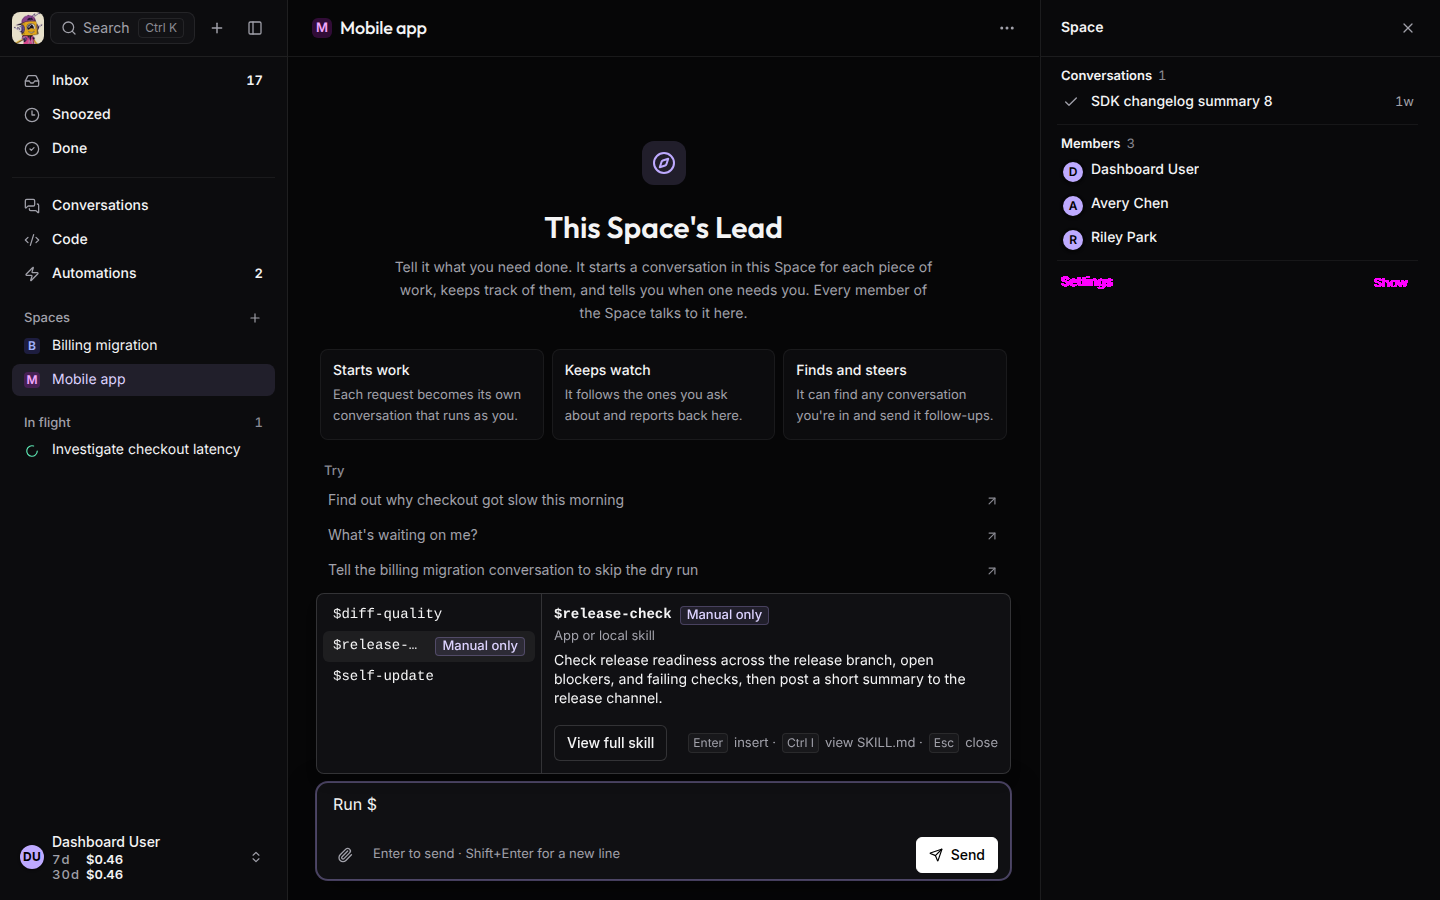 Search Ctrl K
Inbox 17
Snoozed
Done
Conversations
Code
Automations 2
Spaces
B Billing migration
M Mobile app
In flight 1
Investigate checkout latency
DU Dashboard User
7d $0.46
30d $0.46
M Mobile app
This Space's Lead
Tell it what you need done. It starts a conversation in this Space for each piece of
work, keeps track of them, and tells you when one needs you. Every member of
the Space talks to it here.
Starts work
Each request becomes its own
conversation that runs as you.
Keeps watch
It follows the ones you ask
about and reports back here.
Finds and steers
It can find any conversation
you're in and send it follow-ups.
Try
Find out why checkout got slow this morning
What's waiting on me?
Tell the billing migration conversation to skip the dry run
$diff-quality
$release-… Manual only
$self-update
$release-check Manual only
App or local skill
Check release readiness across the release branch, open
blockers, and failing checks, then post a short summary to the
release channel.
View full skill Enter insert · Ctrl I view SKILL.md · Esc close
Run $
Enter to send · Shift+Enter for a new line
Send
Space
Conversations 1
SDK changelog summary 8 1w
Members 3
D Dashboard User
A Avery Chen
R Riley Park
Settings Show